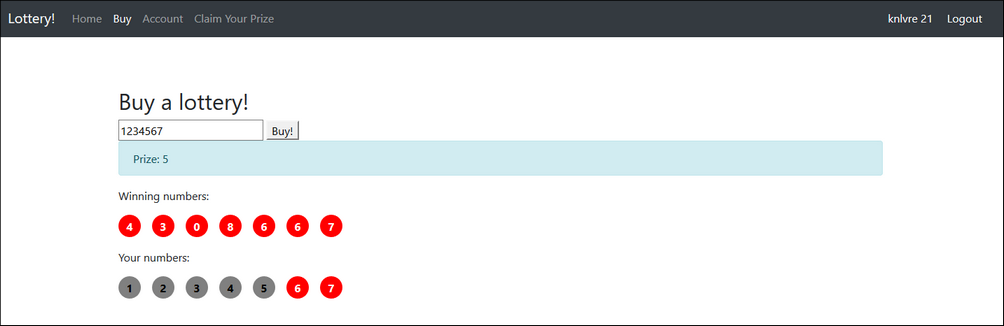 Lottery! Home Buy Account Claim Your Prize knlvre 21 Logout
Buy a lottery!
1234567 Buy!
Prize: 5
Winning numbers:
4 3 0 8 6 6 7
Your numbers:
1 2 3 4 5 6 7